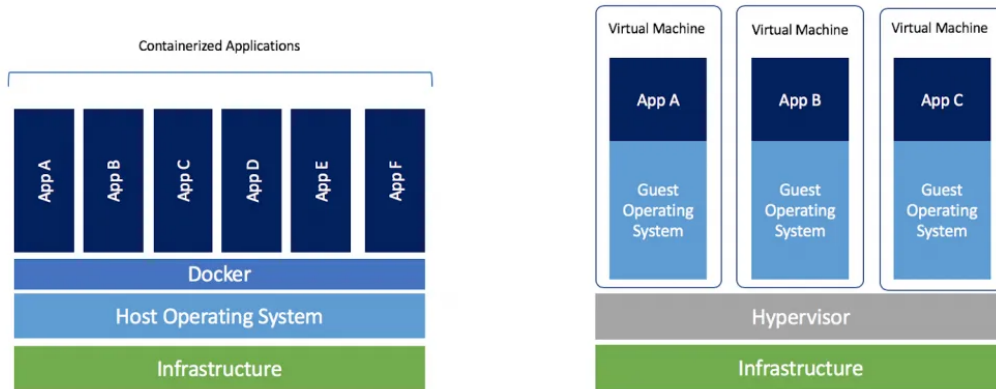 Containerized Applications
App A
App B
App C
App D
App E
App F
Docker
Host Operating System
Infrastructure
Virtual Machine
App A
Guest
Operating
System
Virtual Machine
App B
Guest
Operating
System
Virtual Machine
App C
Guest
Operating
System
Hypervisor
Infrastructure